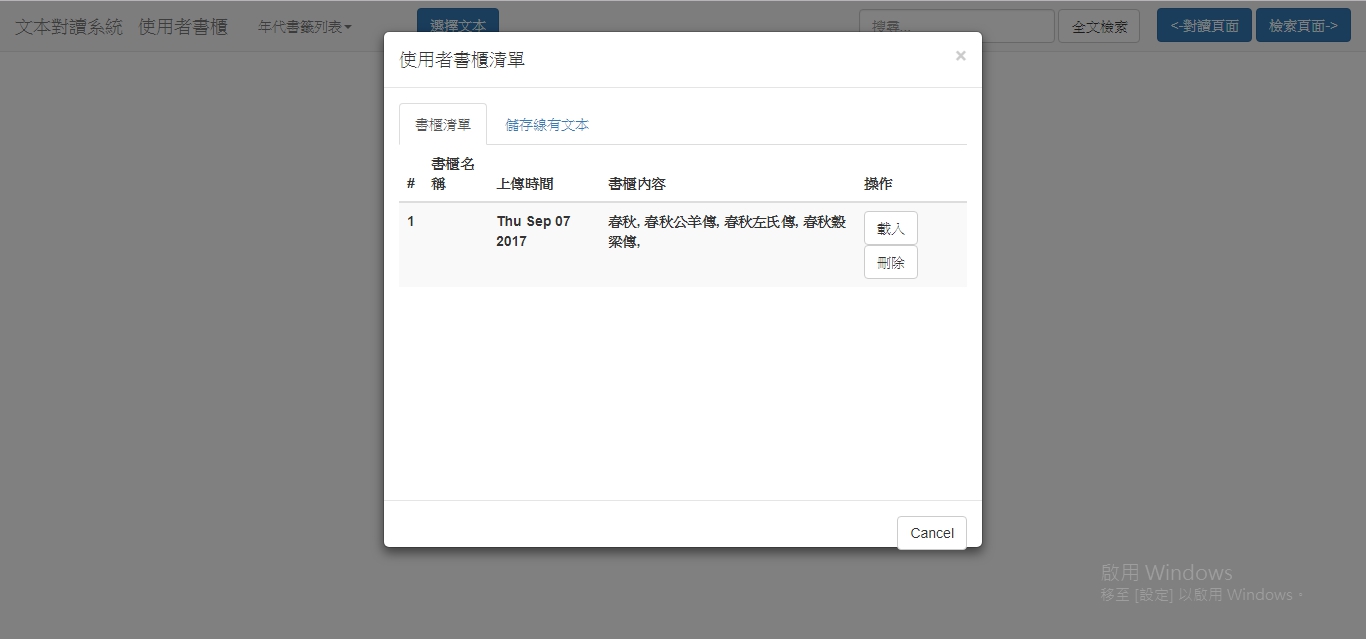 文本對讀系統 使用者書櫃 年代書籤列表 選擇文本 搜尋... 全文檢索 <-對讀頁面 檢索頁面->
使用者書櫃清單 ×
書櫃清單 儲存線有文本
# 書櫃名稱 上傳時間 書櫃內容 操作
1 Thu Sep 07 春秋, 春秋公羊傳, 春秋左氏傳, 春秋穀 載入
2017 梁傳,
刪除
Cancel
啟用 Windows
移至 [設定] 以啟用 Windows。